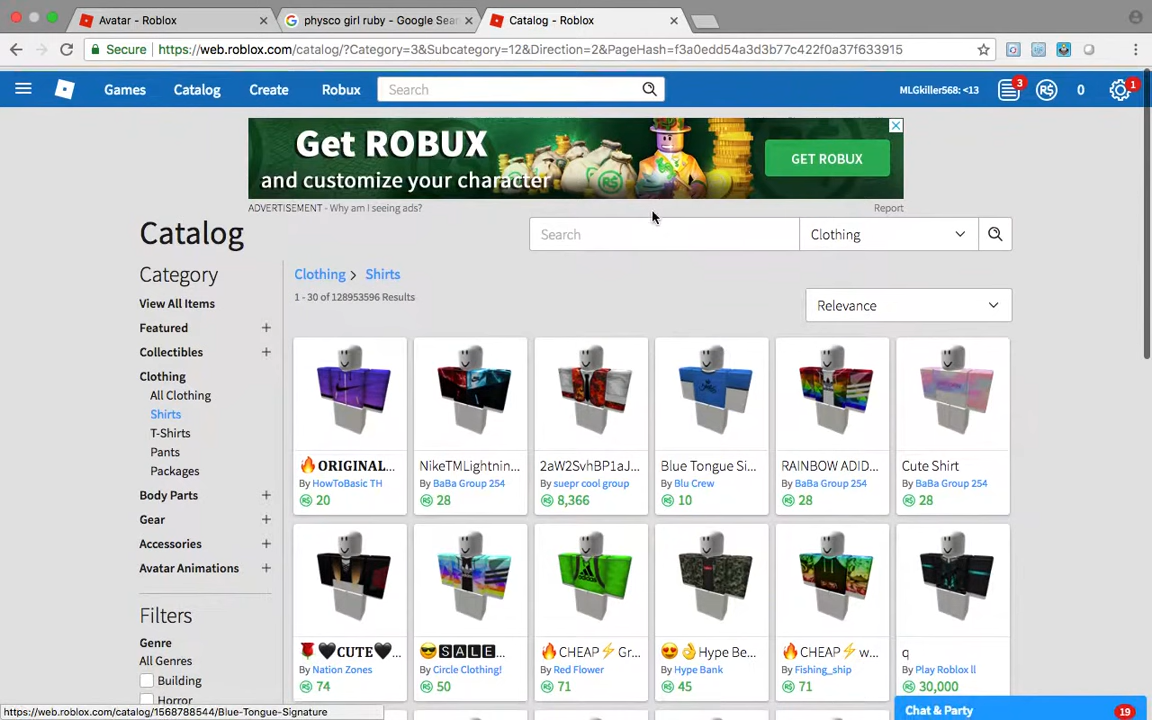 Avatar - Roblox
physco girl ruby - Google Sear
Catalog - Roblox
Secure
https://web.roblox.com/catalog/?Category=3&Subcategory=12&Direction=2&PageHash=f3a0edd54a3d3b77c422f0a37f633915
Games
Catalog
Create
Robux
Search
MLGkiller568: <13
3
0
1
Get ROBUX
and customize your character
GET ROBUX
ADVERTISEMENT - Why am I seeing ads?
Report
Catalog
Search
Clothing
Category
View All Items
Featured +
Collectibles +
Clothing
All Clothing
Shirts
T-Shirts
Pants
Packages
Body Parts +
Gear +
Accessories +
Avatar Animations +
Filters
Genre
All Genres
Building
Horror
Clothing > Shirts
1 - 30 of 128953596 Results
Relevance
🔥ORIGINAL...
By HowToBasic TH
R$ 20
NikeTMLightnin...
By BaBa Group 254
R$ 28
2aW2SvhBP1aJ...
By suepr cool group
R$ 8,366
Blue Tongue Si...
By Blu Crew
R$ 10
RAINBOW ADID...
By BaBa Group 254
R$ 28
Cute Shirt
By BaBa Group 254
R$ 28
🌹🖤CUTE🖤...
By Nation Zones
R$ 74
😎🆂🅰🅻🅴...
By Circle Clothing!
R$ 50
🔥CHEAP⚡Gr...
By Red Flower
R$ 71
😍👌Hype Be...
By Hype Bank
R$ 45
🔥CHEAP⚡w...
By Fishing_ship
R$ 71
q
By Play Roblox ll
R$ 30,000
https://web.roblox.com/catalog/1568788544/Blue-Tongue-Signature
Chat & Party
19